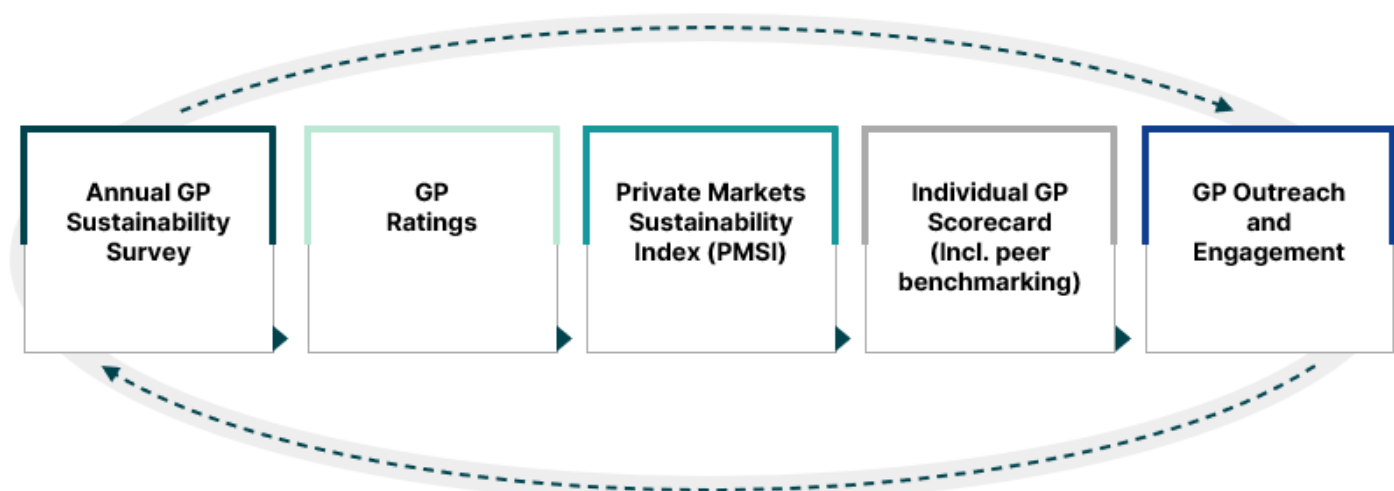 Annual GP
Sustainability
Survey
GP
Ratings
Private Markets
Sustainability
Index (PMSI)
Individual GP
Scorecard
(Incl. peer
benchmarking)
GP Outreach
and
Engagement